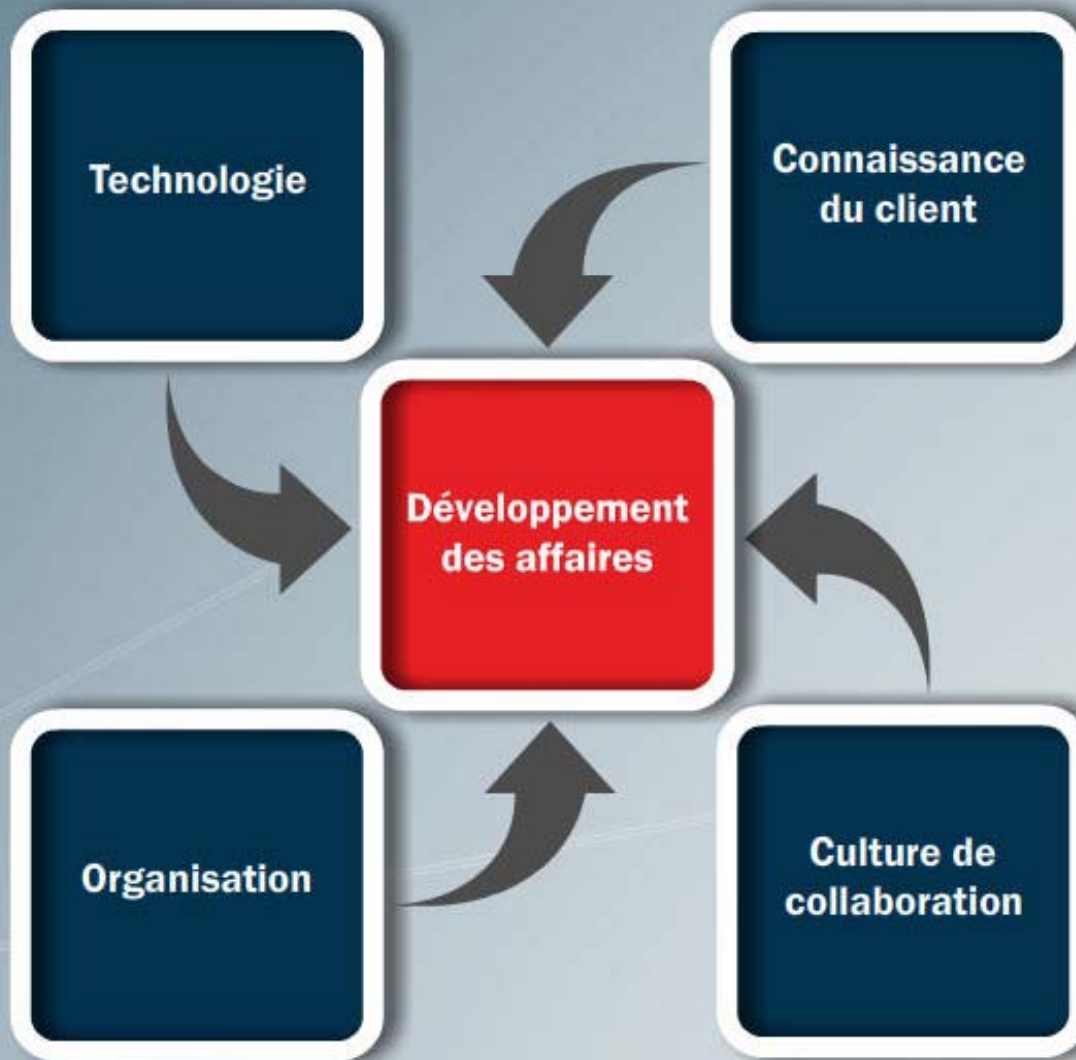 Technologie
Connaissance
du client
Développement
des affaires
Organisation
Culture de
collaboration